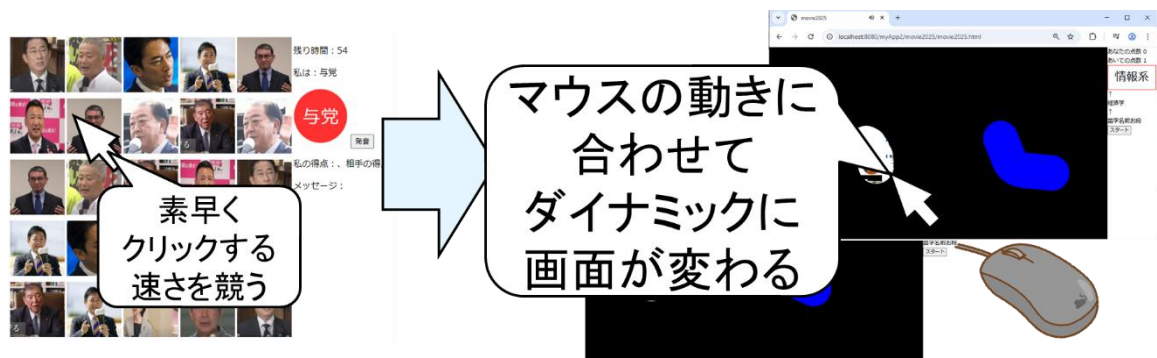 残り時間：54
私は：与党
与党
発言
私の得点：、相手の得
メッセージ：
素早く
クリックする
速さを競う
マウスの動きに
合わせて
ダイナミックに
画面が変わる
movie2025
localhost:8080/myApp2/movie2025/movie2025.html
あなたの点数 0
あいての点数 1
情報系
？
経済学
？
スタート
スタート